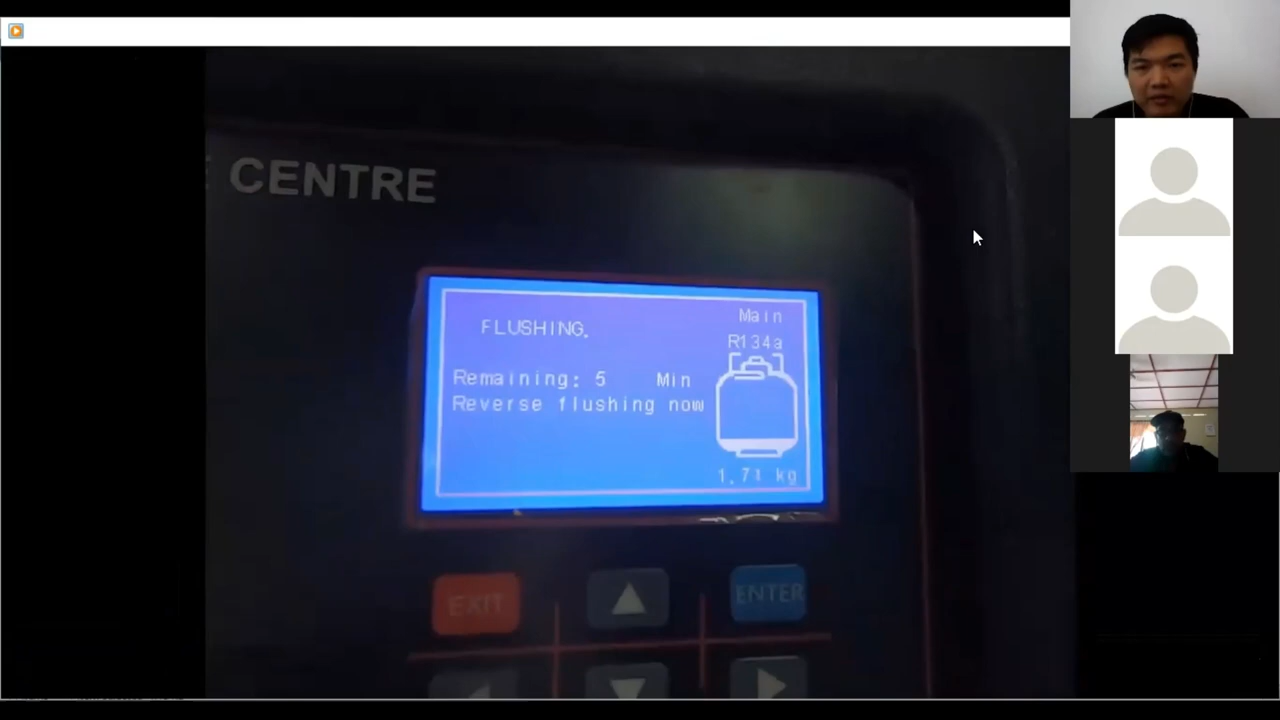 CENTRE
Main
FLUSHING.
R134a
Remaining: 5 Min
Reverse flushing now
1.71 kg
EXIT
ENTER